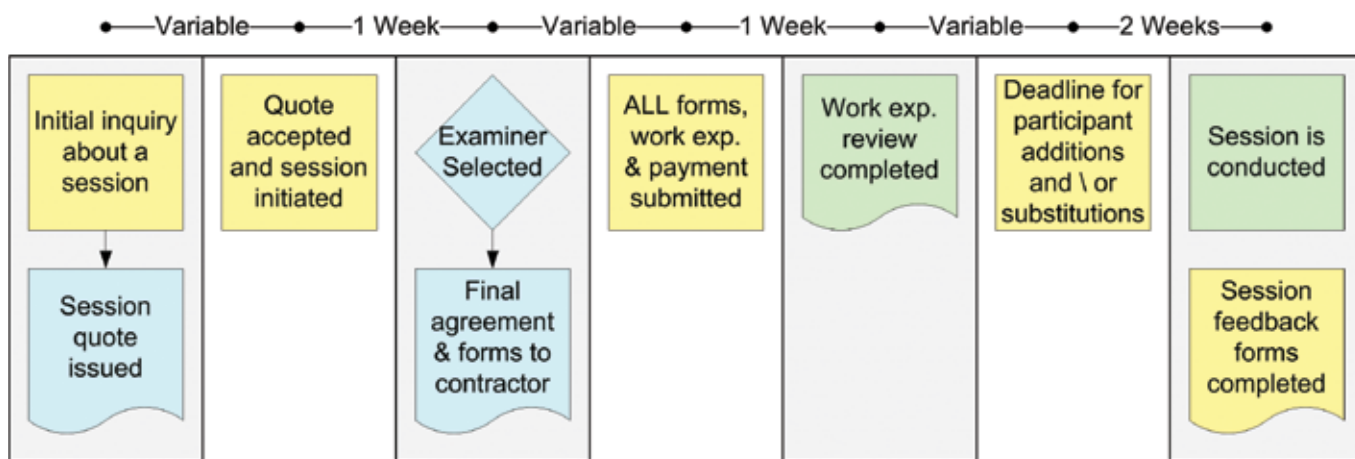 Variable 1 Week Variable 1 Week Variable 2 Weeks
Initial inquiry
about a
session
Session
quote
issued
Quote
accepted
and session
initiated
Examiner
Selected
Final
agreement
& forms to
contractor
ALL forms,
work exp.
& payment
submitted
Work exp.
review
completed
Deadline for
participant
additions
and \ or
substitutions
Session is
conducted
Session
feedback
forms
completed